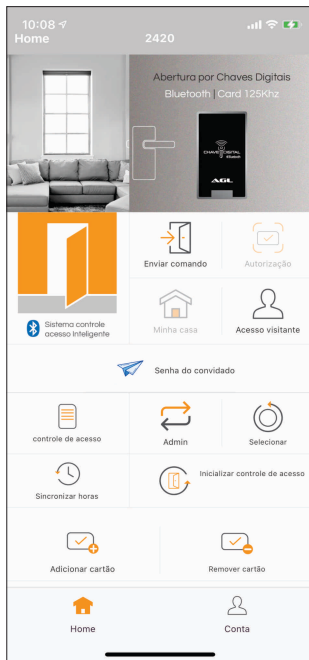 10:08
Home 2420
Abertura por Chaves Digitais
Bluetooth | Card 125Khz
CHAVE DIGITAL
AGL
Enviar comando
Autorização
Sistema controle
acesso Inteligente
Minha casa
Acesso visitante
Senha do convidado
controle de acesso
Admin
Selecionar
Sincronizar horas
Inicializar controle de acesso
Adicionar cartão
Remover cartão
Home
Conta